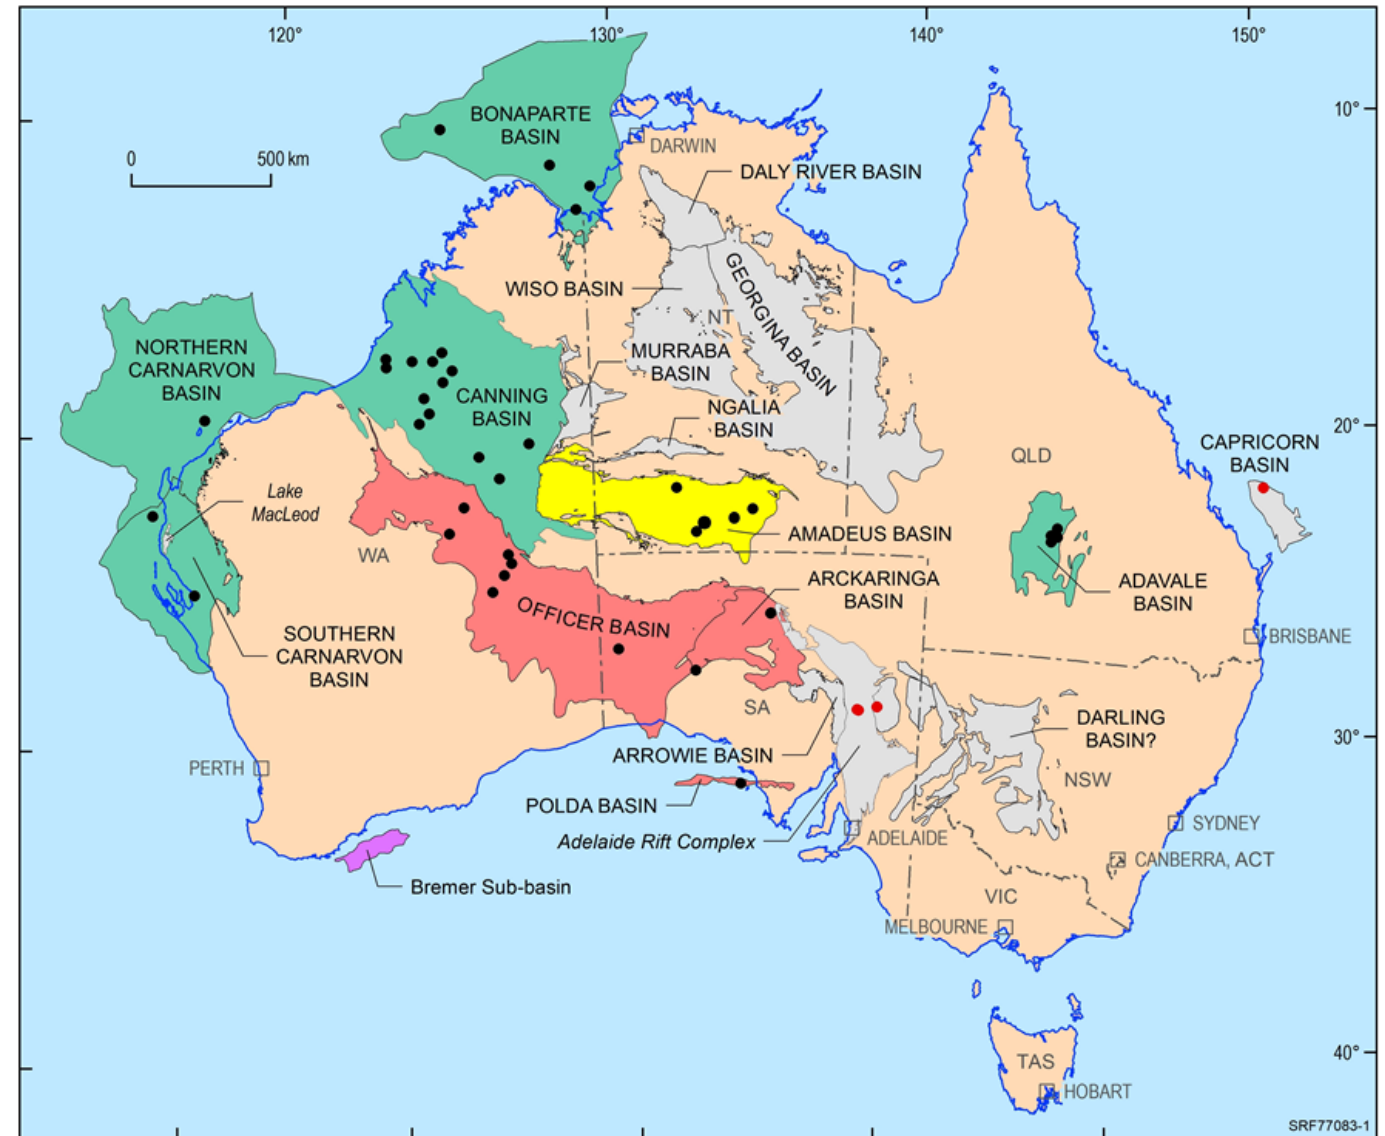 120°
130°
140°
150°
10°
BONAPARTE
BASIN
DARWIN
0
500 km
DALY RIVER BASIN
GEORGINA BASIN
WISO BASIN
NT
NORTHERN
CARNARVON
BASIN
MURRABA
BASIN
CANNING
BASIN
NGALIA
BASIN
20°
CAPRICORN
BASIN
QLD
Lake
MacLeod
AMADEUS BASIN
WA
ARCKARINGA
BASIN
ADAVALE
BASIN
OFFICER BASIN
SOUTHERN
CARNARVON
BASIN
BRISBANE
SA
DARLING
BASIN?
30°
ARROWIE BASIN
PERTH
NSW
POLDA BASIN
SYDNEY
Adelaide Rift Complex
ADELAIDE
CANBERRA, ACT
Bremer Sub-basin
VIC
MELBOURNE
40°
TAS
HOBART
SRF77083-1